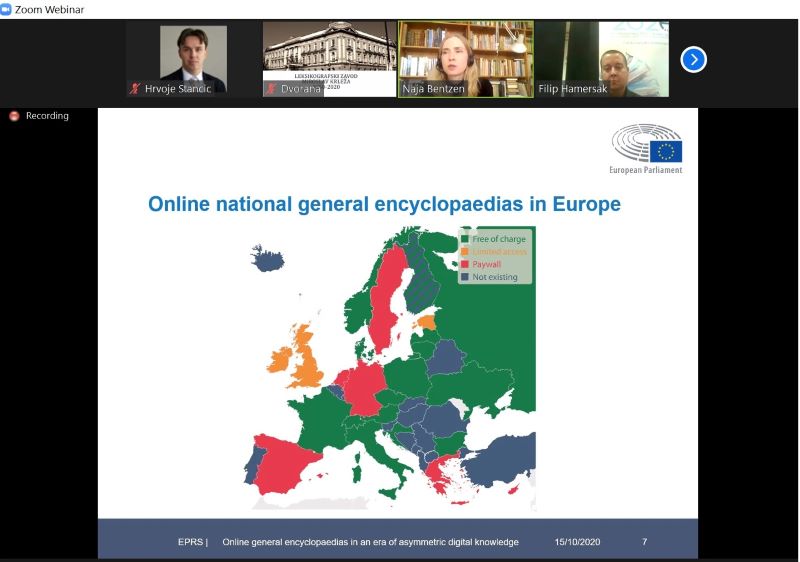 Zoom Webinar
LEKSIKOGRAFSKI ZAVOD
MIROSLAV KRLEŽA
-2020
Hrvoje Stancic
Dvorana
Naja Bentzen
Filip Hamersak
Recording
European Parliament
Online national general encyclopaedias in Europe
Free of charge
Limited access
Paywall
Not existing
EPRS | Online general encyclopaedias in an era of asymmetric digital knowledge 15/10/2020 7